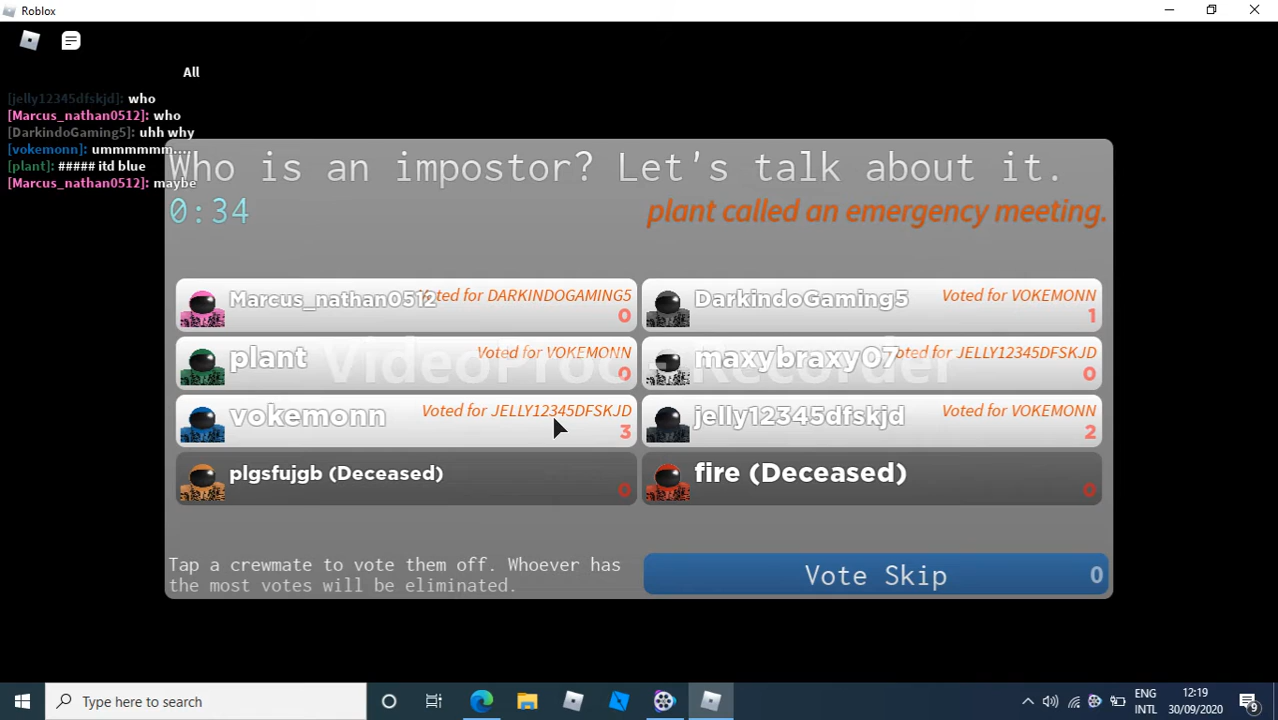 Roblox
All
[jelly12345dfskjd]: who
[Marcus_nathan0512]: who
[DarkindoGaming5]: uhh why
[vokemonn]: ummmmmm....
[plant]: ##### itd blue
[Marcus_nathan0512]: maybe
Who is an impostor? Let's talk about it.
0:34
plant called an emergency meeting.
Marcus_nathan0512 Voted for DARKINDOGAMING5
0
DarkindoGaming5 Voted for VOKEMONN
1
plant Voted for VOKEMONN
0
maxybraxy07 Voted for JELLY12345DFSKJD
0
VideoProc Recorder
vokemonn Voted for JELLY12345DFSKJD
3
jelly12345dfskjd Voted for VOKEMONN
2
plgsfujgb (Deceased)
0
fire (Deceased)
0
Tap a crewmate to vote them off. Whoever has
the most votes will be eliminated.
Vote Skip 0
Type here to search
ENG
INTL
12:19
30/09/2020
9